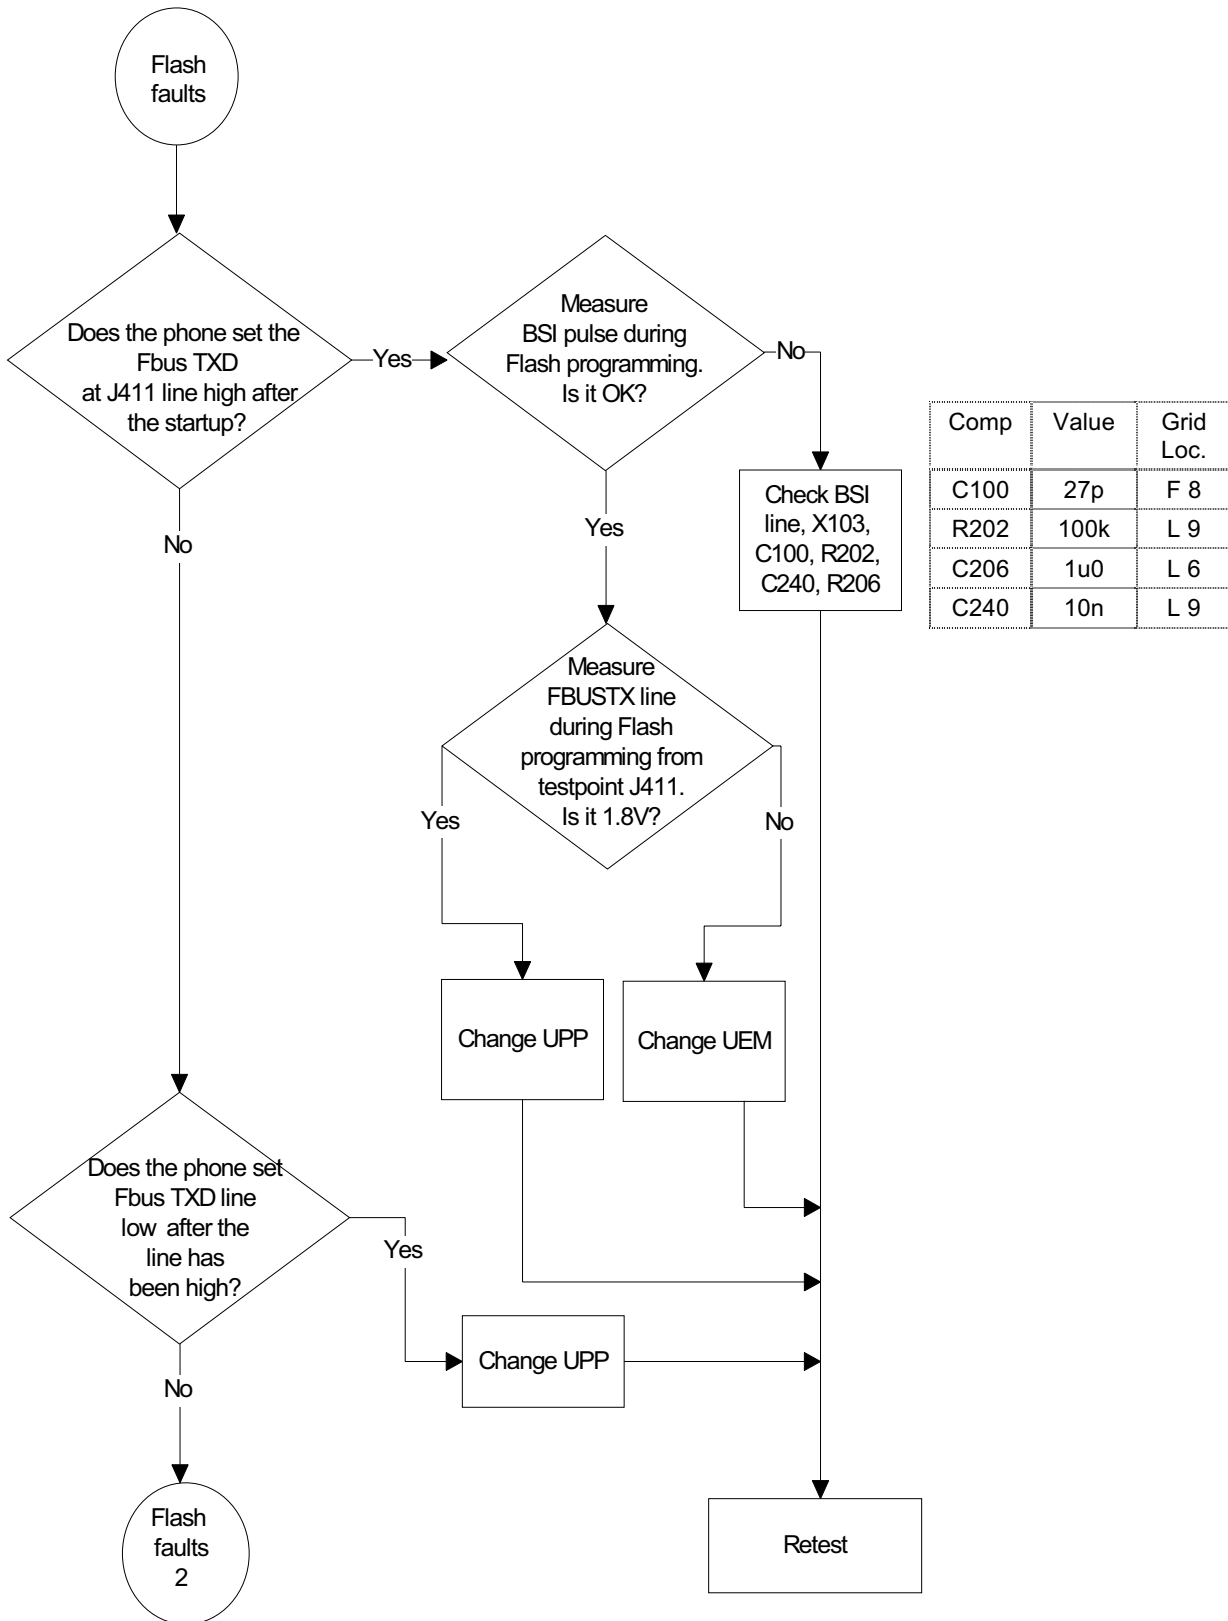 Flash
faults
Does the phone set the
Fbus TXD
at J411 line high after
the startup?
Yes
Measure
BSI pulse during
Flash programming.
Is it OK?
No
Comp Value Grid
Loc.
C100 27p F 8
R202 100k L 9
C206 1u0 L 6
C240 10n L 9
Check BSI
line, X103,
C100, R202,
C240, R206
No
Yes
Measure
FBUSTX line
during Flash
programming from
testpoint J411.
Is it 1.8V?
Yes
No
Change UPP
Change UEM
Does the phone set
Fbus TXD line
low after the
line has
been high?
Yes
Change UPP
No
Flash
faults
2
Retest